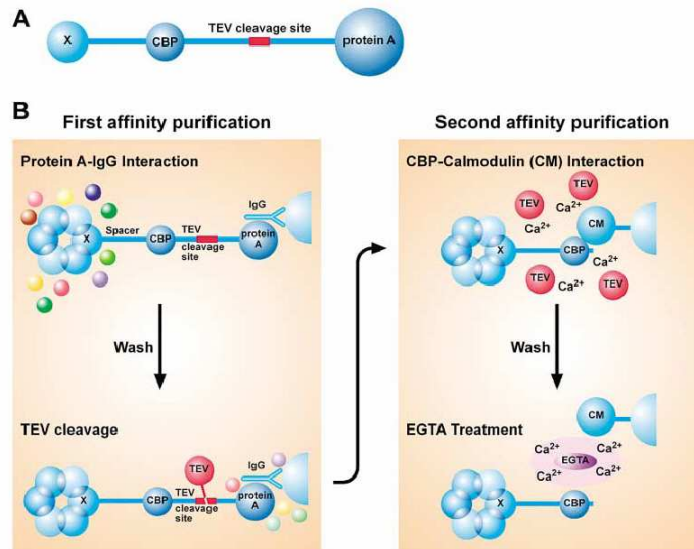 A
TEV cleavage site
X
CBP
protein A
B
First affinity purification
Second affinity purification
Protein A-IgG Interaction
IgG
Spacer
X
CBP
TEV
cleavage
site
protein
A
Wash
TEV cleavage
TEV
IgG
X
CBP
TEV
cleavage
site
protein
A
CBP-Calmodulin (CM) Interaction
TEV
TEV
Ca2+
Ca2+
CM
X
CBP
Ca2+
TEV
Ca2+
TEV
Wash
EGTA Treatment
CM
Ca2+
Ca2+
EGTA
Ca2+
Ca2+
X
CBP